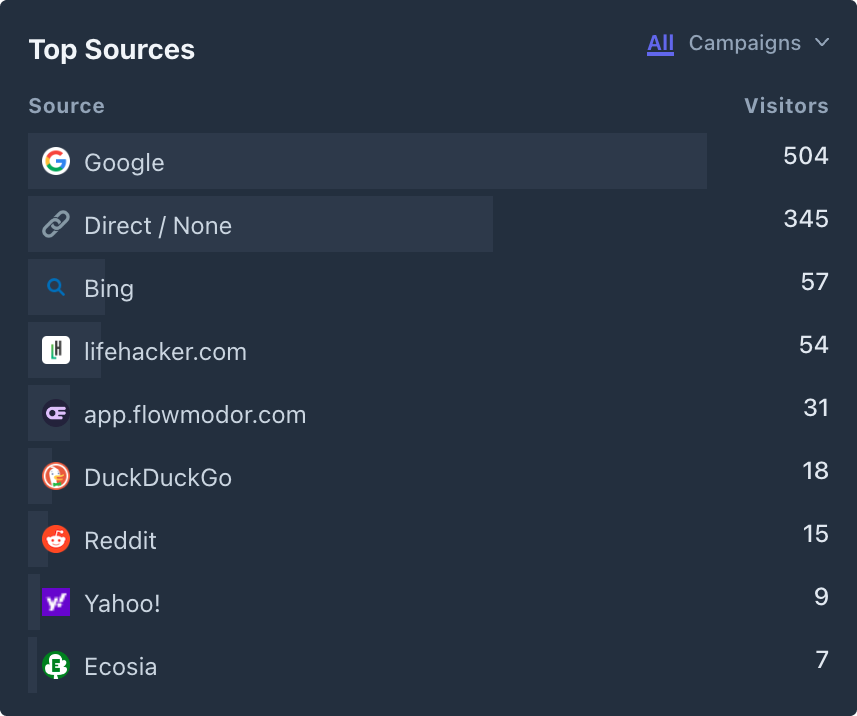 Top Sources
All Campaigns
Source Visitors
Google 504
Direct / None 345
Bing 57
lifehacker.com 54
app.flowmodor.com 31
DuckDuckGo 18
Reddit 15
Yahoo! 9
Ecosia 7